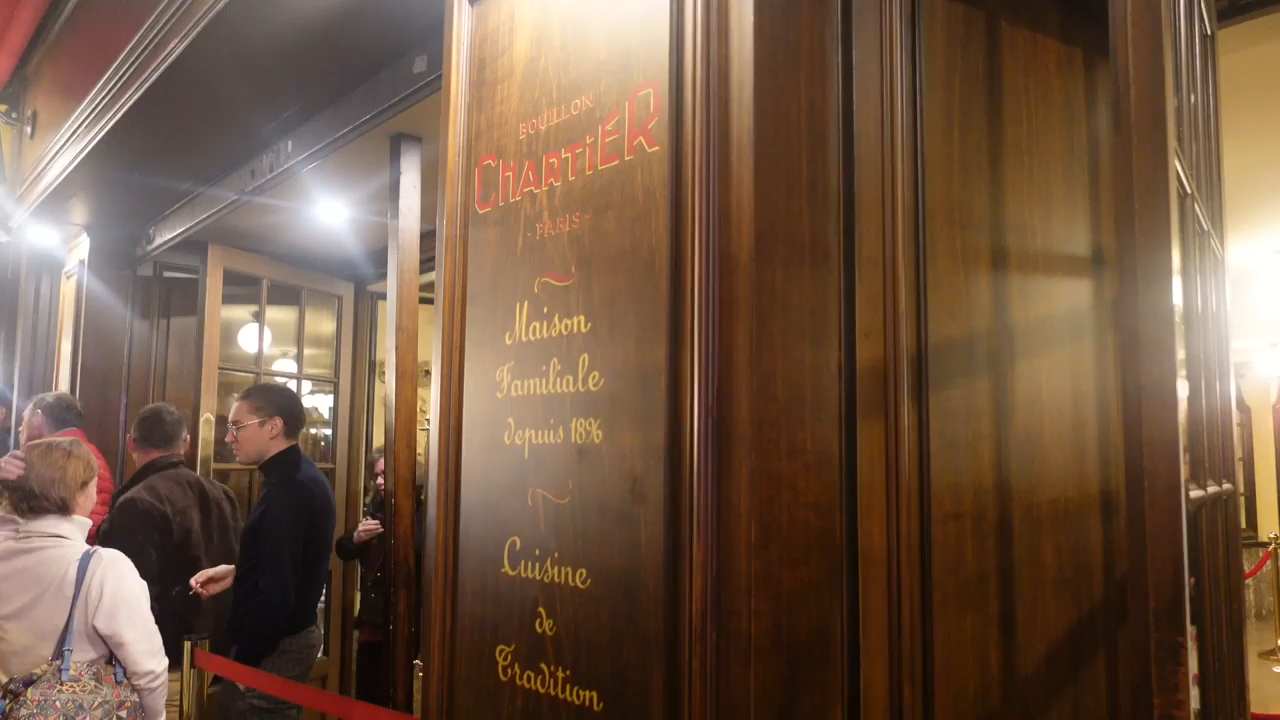 BOUILLON
CHARTIER
- PARIS -
Maison
Familiale
depuis 1896
Cuisine
de
Tradition